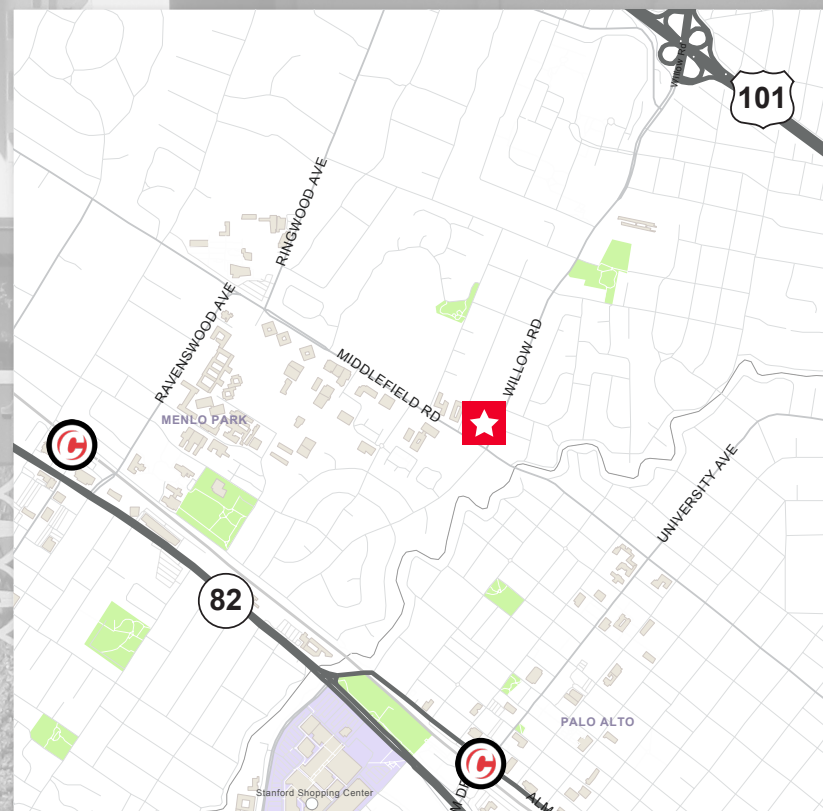 Willow Rd
101
RINGWOOD AVE
RAVENSWOOD AVE
WILLOW RD
MIDDLEFIELD RD
MENLO PARK
UNIVERSITY AVE
82
PALO ALTO
Stanford Shopping Center